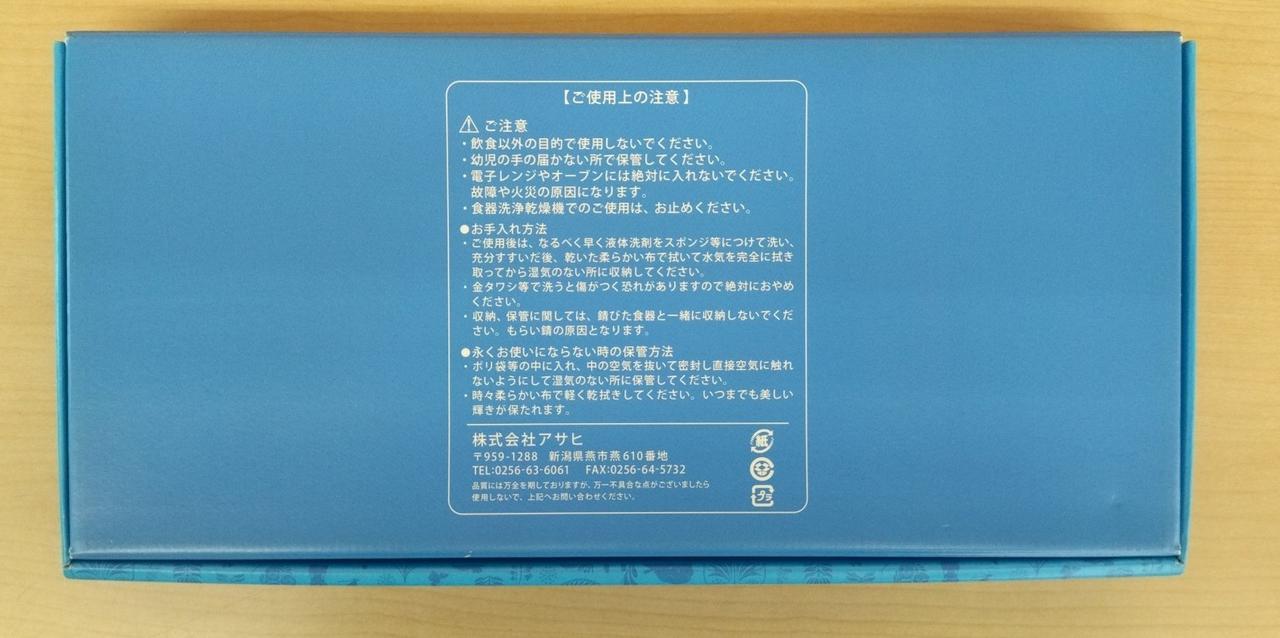 【ご使用上の注意】
⚠ ご注意
・飲食以外の目的で使用しないでください。
・幼児の手の届かない所で保管してください。
・電子レンジやオーブンには絶対に入れないでください。
故障や火災の原因になります。
・食器洗浄乾燥機でのご使用は、お止めください。
●お手入れ方法
・ご使用後は、なるべく早く液体洗剤をスポンジ等につけて洗い、
充分すすいだ後、乾いた柔らかい布で拭いて水気を完全に拭き
取ってから湿気のない所に収納してください。
・金タワシ等で洗うと傷がつく恐れがありますので絶対におやめ
ください。
・収納、保管に関しては、錆びた食器と一緒に収納しないでくだ
さい。もらい錆の原因となります。
●永くお使いにならない時の保管方法
・ポリ袋等の中に入れ、中の空気を抜いて密封し直接空気に触れ
ないようにして湿気のない所に保管してください。
・時々柔らかい布で軽く乾拭きしてください。いつまでも美しい
輝きが保たれます。
株式会社アサヒ
〒959-1288 新潟県燕市燕610番地
TEL:0256-63-6061 FAX:0256-64-5732
品質には万全を期しておりますが、万一不具合な点がございましたら
使用しないで、上記へお問い合わせください。
紙
プラ